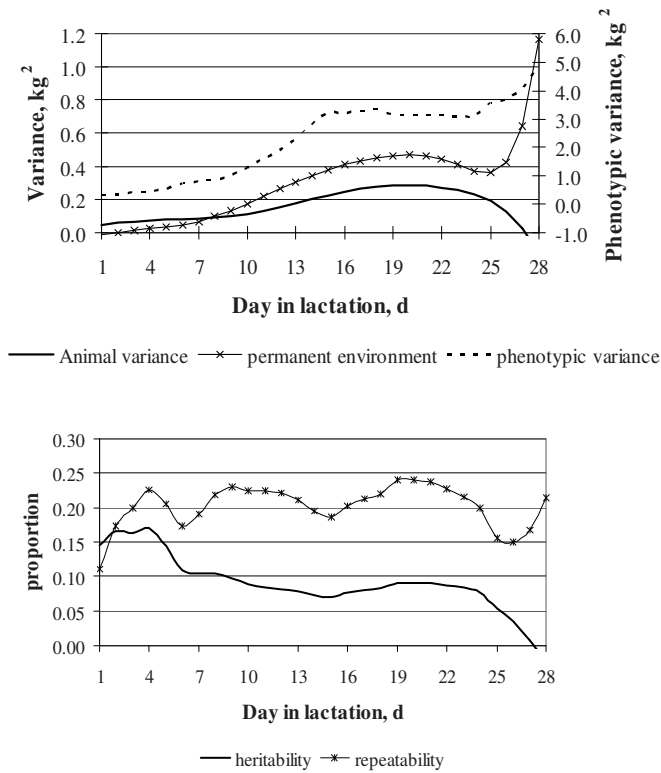 Variance, kg 2
1.2
1.0
0.8
0.6
0.4
0.2
0.0
6.0
5.0
4.0
3.0
2.0
1.0
0.0
-1.0
Phenotypic variance, kg 2
1 4 7 10 13 16 19 22 25 28
Day in lactation, d
Animal variance permanent environment phenotypic variance
proportion
0.30
0.25
0.20
0.15
0.10
0.05
0.00
1 4 7 10 13 16 19 22 25 28
Day in lactation, d
heritability repeatability